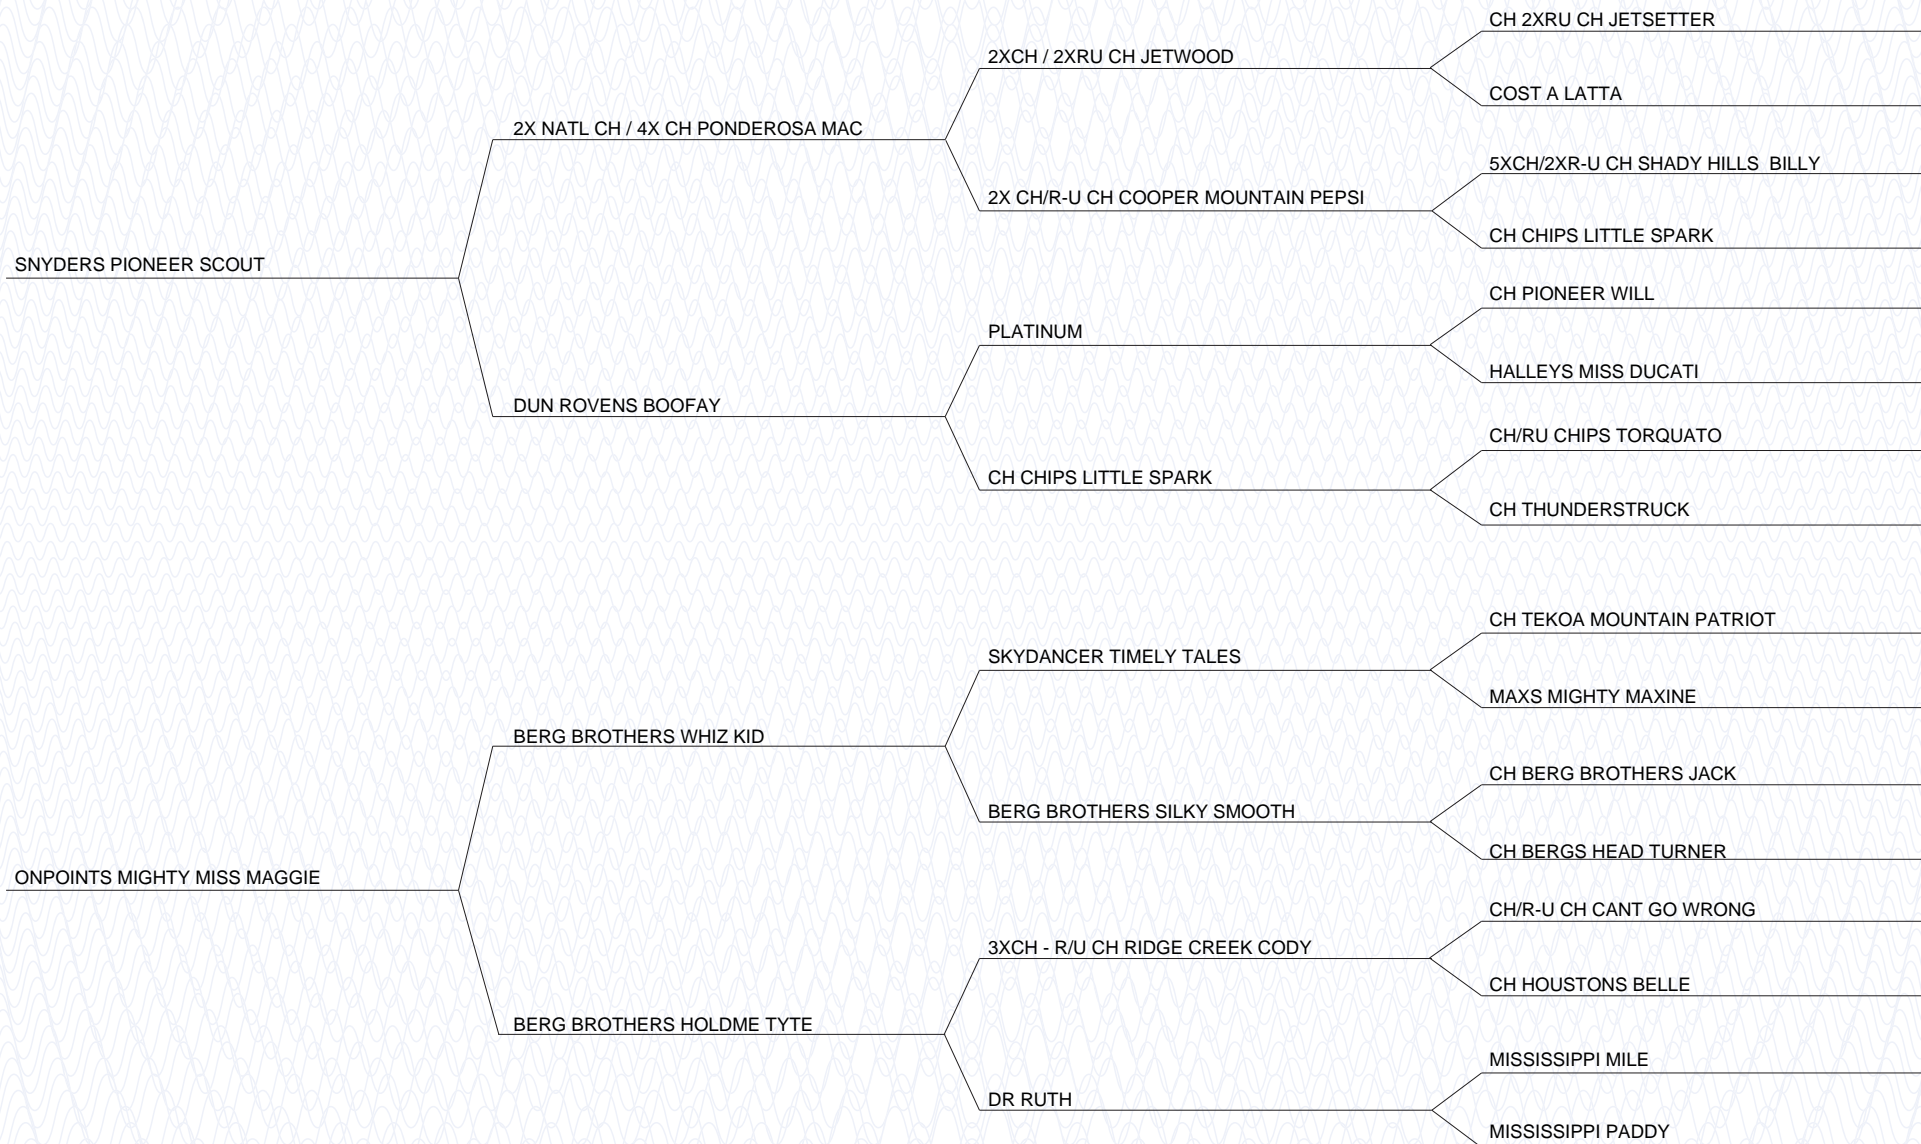 CH 2XRU CH JETSETTER
2XCH / 2XRU CH JETWOOD
COST A LATTA
2X NATL CH / 4X CH PONDEROSA MAC
5XCH/2XR-U CH SHADY HILLS  BILLY
2X CH/R-U CH COOPER MOUNTAIN PEPSI
CH CHIPS LITTLE SPARK
SNYDERS PIONEER SCOUT
CH PIONEER WILL
PLATINUM
HALLEYS MISS DUCATI
DUN ROVENS BOOFAY
CH/RU CHIPS TORQUATO
CH CHIPS LITTLE SPARK
CH THUNDERSTRUCK
CH TEKOA MOUNTAIN PATRIOT
SKYDANCER TIMELY TALES
MAXS MIGHTY MAXINE
BERG BROTHERS WHIZ KID
CH BERG BROTHERS JACK
BERG BROTHERS SILKY SMOOTH
CH BERGS HEAD TURNER
ONPOINTS MIGHTY MISS MAGGIE
CH/R-U CH CANT GO WRONG
3XCH - R/U CH RIDGE CREEK CODY
CH HOUSTONS BELLE
BERG BROTHERS HOLDME TYTE
MISSISSIPPI MILE
DR RUTH
MISSISSIPPI PADDY